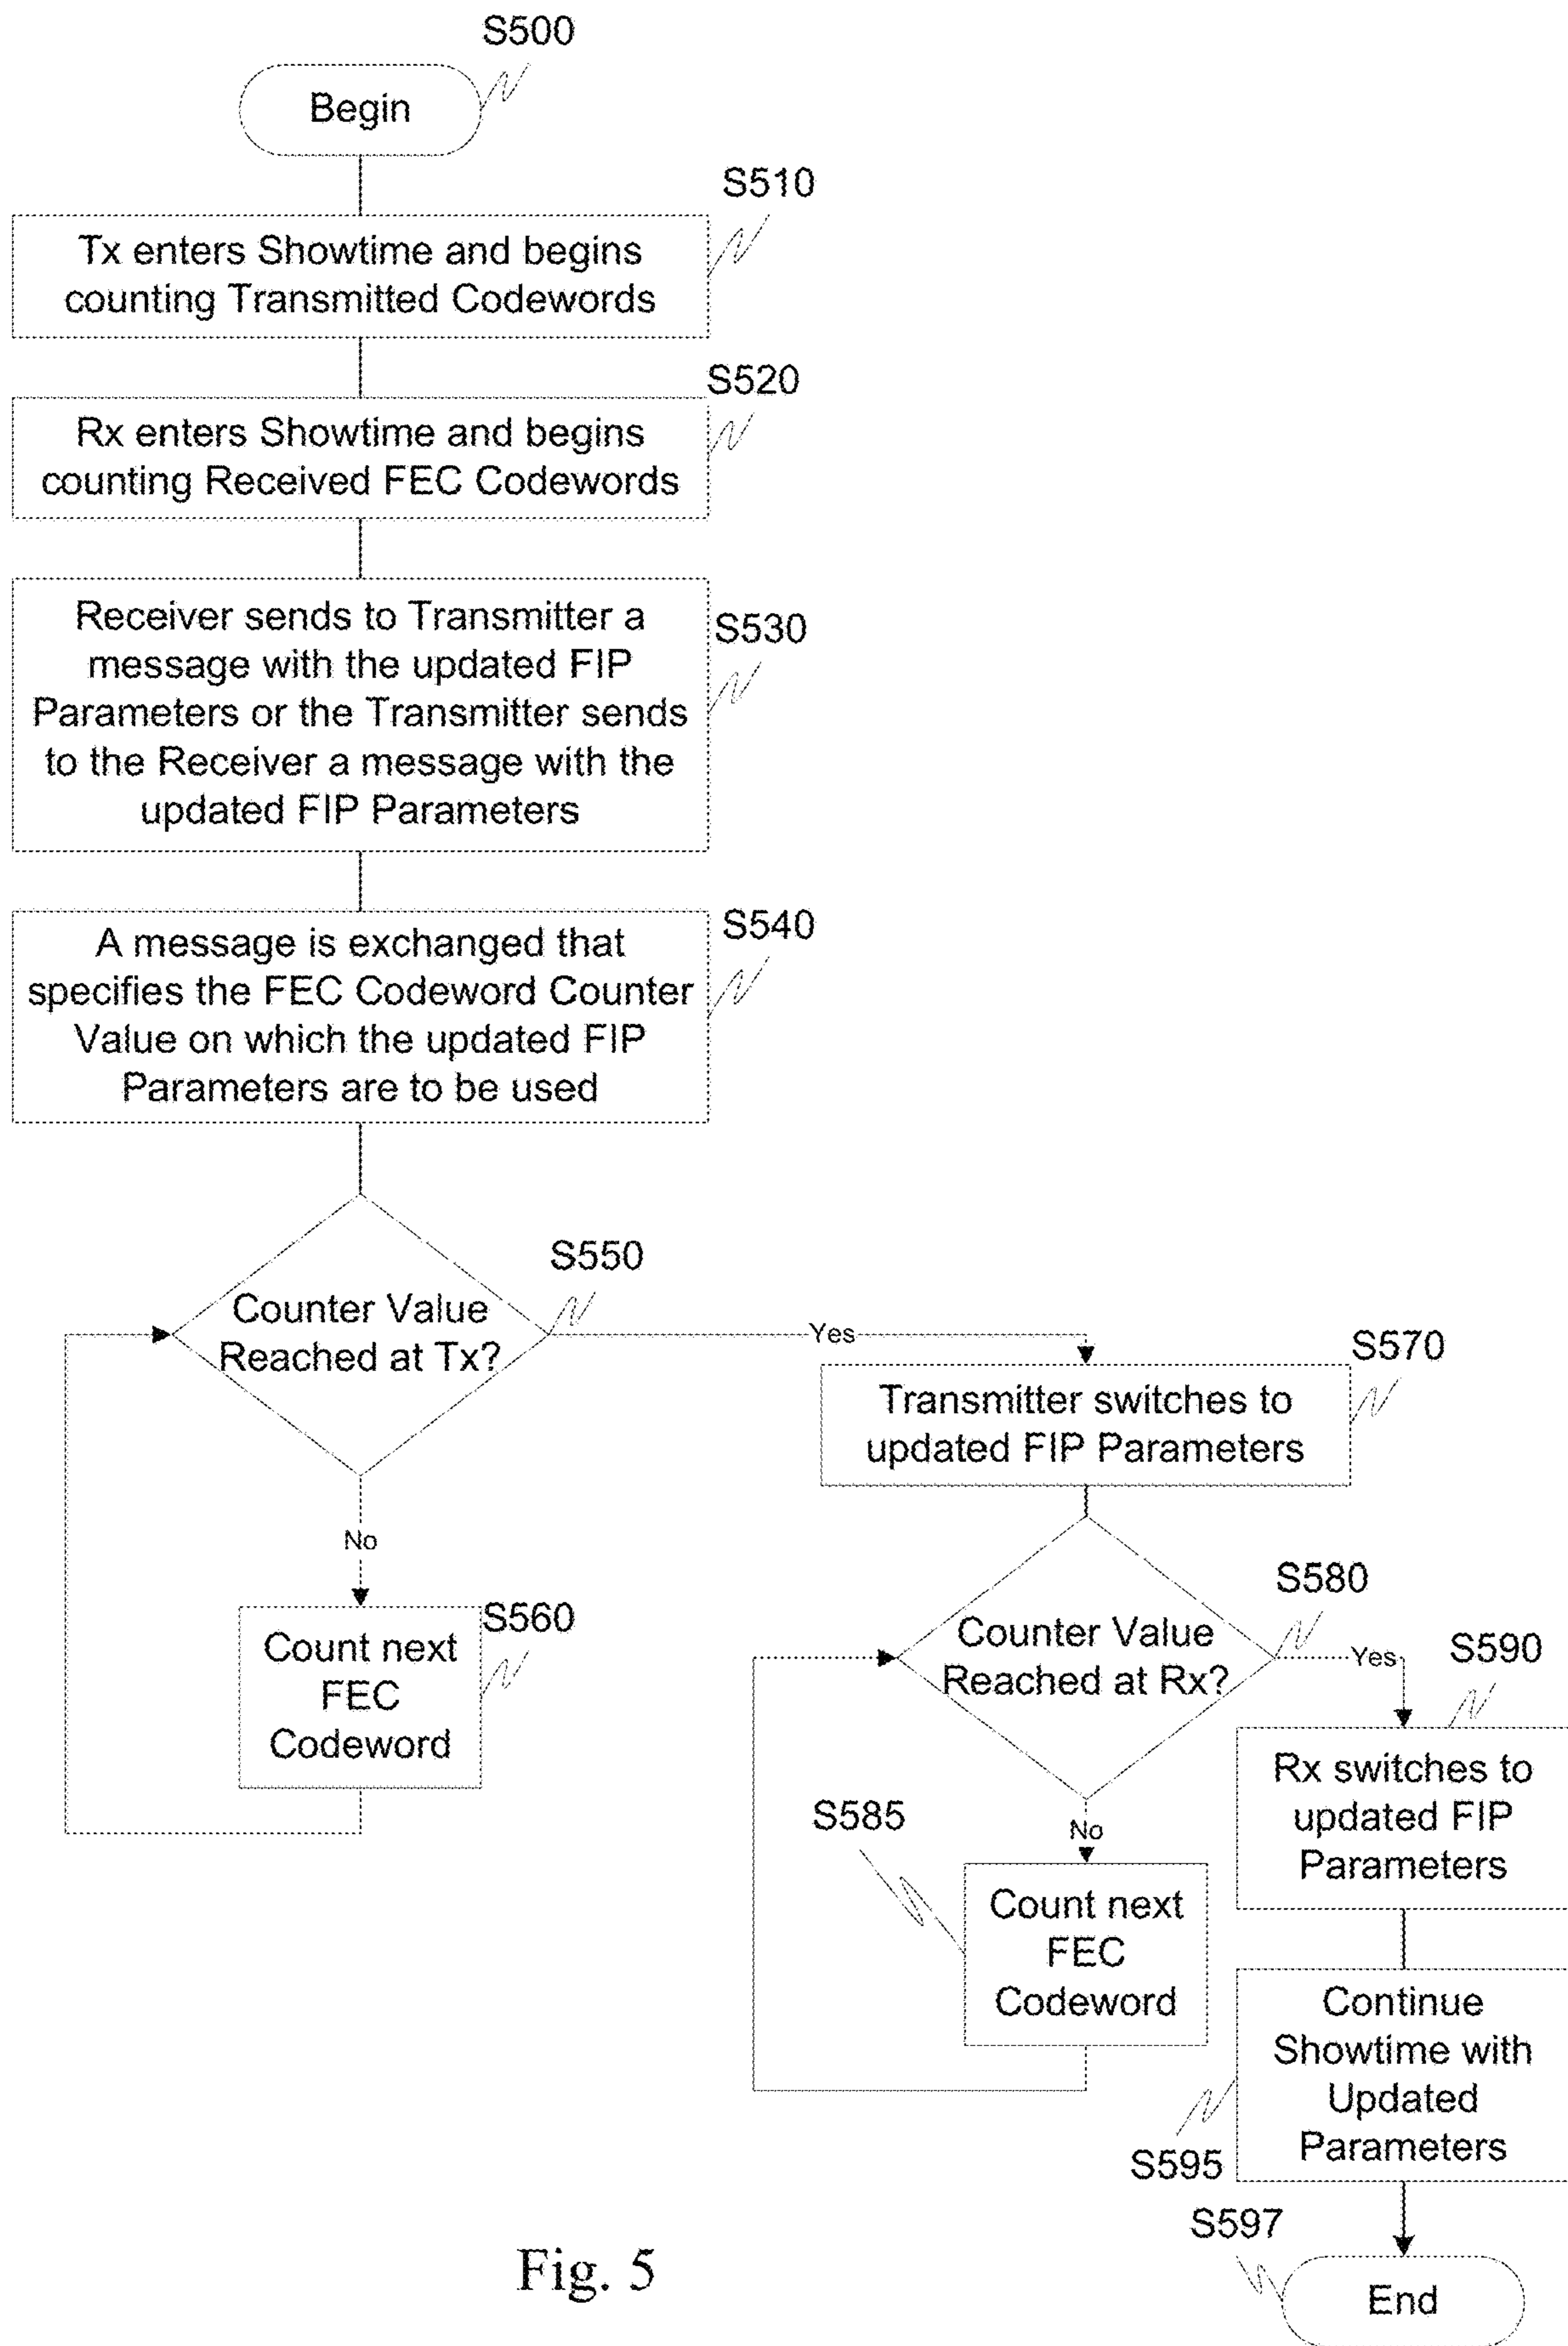 S500
Begin
S510
Tx enters Showtime and begins
counting Transmitted Codewords
S520
Rx enters Showtime and begins
counting Received FEC Codewords
S530
Receiver sends to Transmitter a
message with the updated FIP
Parameters or the Transmitter sends
to the Receiver a message with the
updated FIP Parameters
S540
A message is exchanged that
specifies the FEC Codeword Counter
Value on which the updated FIP
Parameters are to be used
S550
Counter Value
Reached at Tx?
Yes
No
S560
Count next
FEC
Codeword
S570
Transmitter switches to
updated FIP Parameters
S580
Counter Value
Reached at Rx?
Yes
No
S585
Count next
FEC
Codeword
S590
Rx switches to
updated FIP
Parameters
Continue
Showtime with
Updated
Parameters
S595
S597
End
Fig. 5